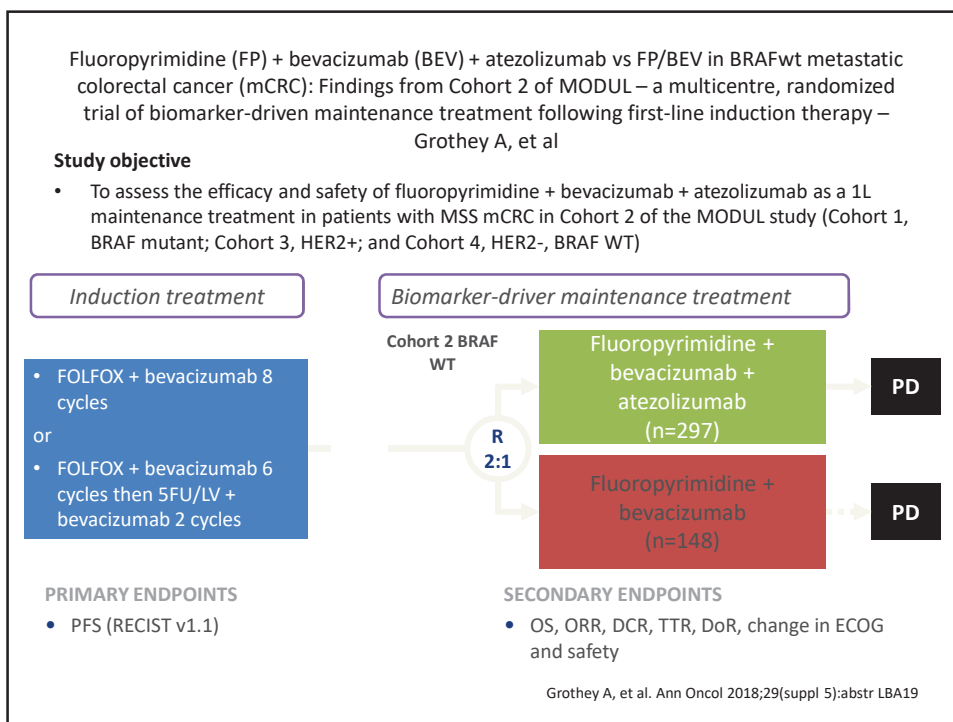 Fluoropyrimidine (FP) + bevacizumab (BEV) + atezolizumab vs FP/BEV in BRAFwt metastatic
colorectal cancer (mCRC): Findings from Cohort 2 of MODUL – a multicentre, randomized
trial of biomarker-driven maintenance treatment following first-line induction therapy –
Grothey A, et al
Study objective
• To assess the efficacy and safety of fluoropyrimidine + bevacizumab + atezolizumab as a 1L
maintenance treatment in patients with MSS mCRC in Cohort 2 of the MODUL study (Cohort 1,
BRAF mutant; Cohort 3, HER2+; and Cohort 4, HER2-, BRAF WT)
Induction treatment
Biomarker-driver maintenance treatment
• FOLFOX + bevacizumab 8
cycles
or
• FOLFOX + bevacizumab 6
cycles then 5FU/LV +
bevacizumab 2 cycles
Cohort 2 BRAF
WT
R
2:1
Fluoropyrimidine +
bevacizumab +
atezolizumab
(n=297)
PD
Fluoropyrimidine +
bevacizumab
(n=148)
PD
PRIMARY ENDPOINTS
• PFS (RECIST v1.1)
SECONDARY ENDPOINTS
• OS, ORR, DCR, TTR, DoR, change in ECOG
and safety
Grothey A, et al. Ann Oncol 2018;29(suppl 5):abstr LBA19